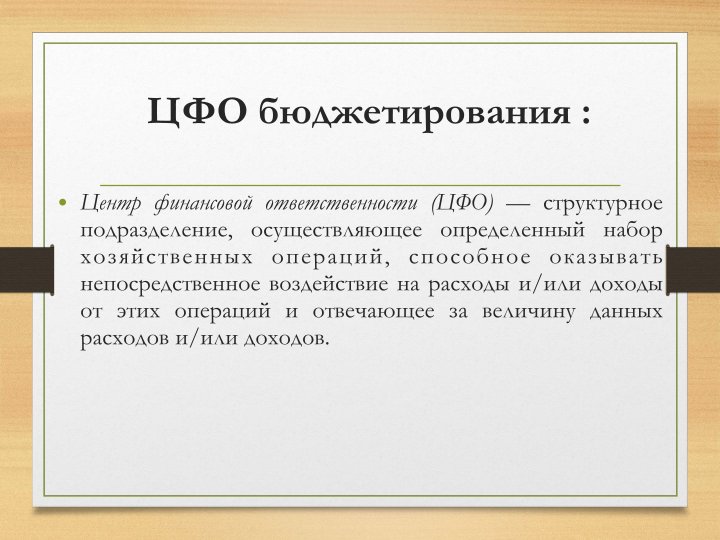 ЦФО бюджетирования :
• Центр финансовой ответственности (ЦФО) — структурное
подразделение, осуществляющее определенный набор
хозяйственных операций, способное оказывать
непосредственное воздействие на расходы и/или доходы
от этих операций и отвечающее за величину данных
расходов и/или доходов.